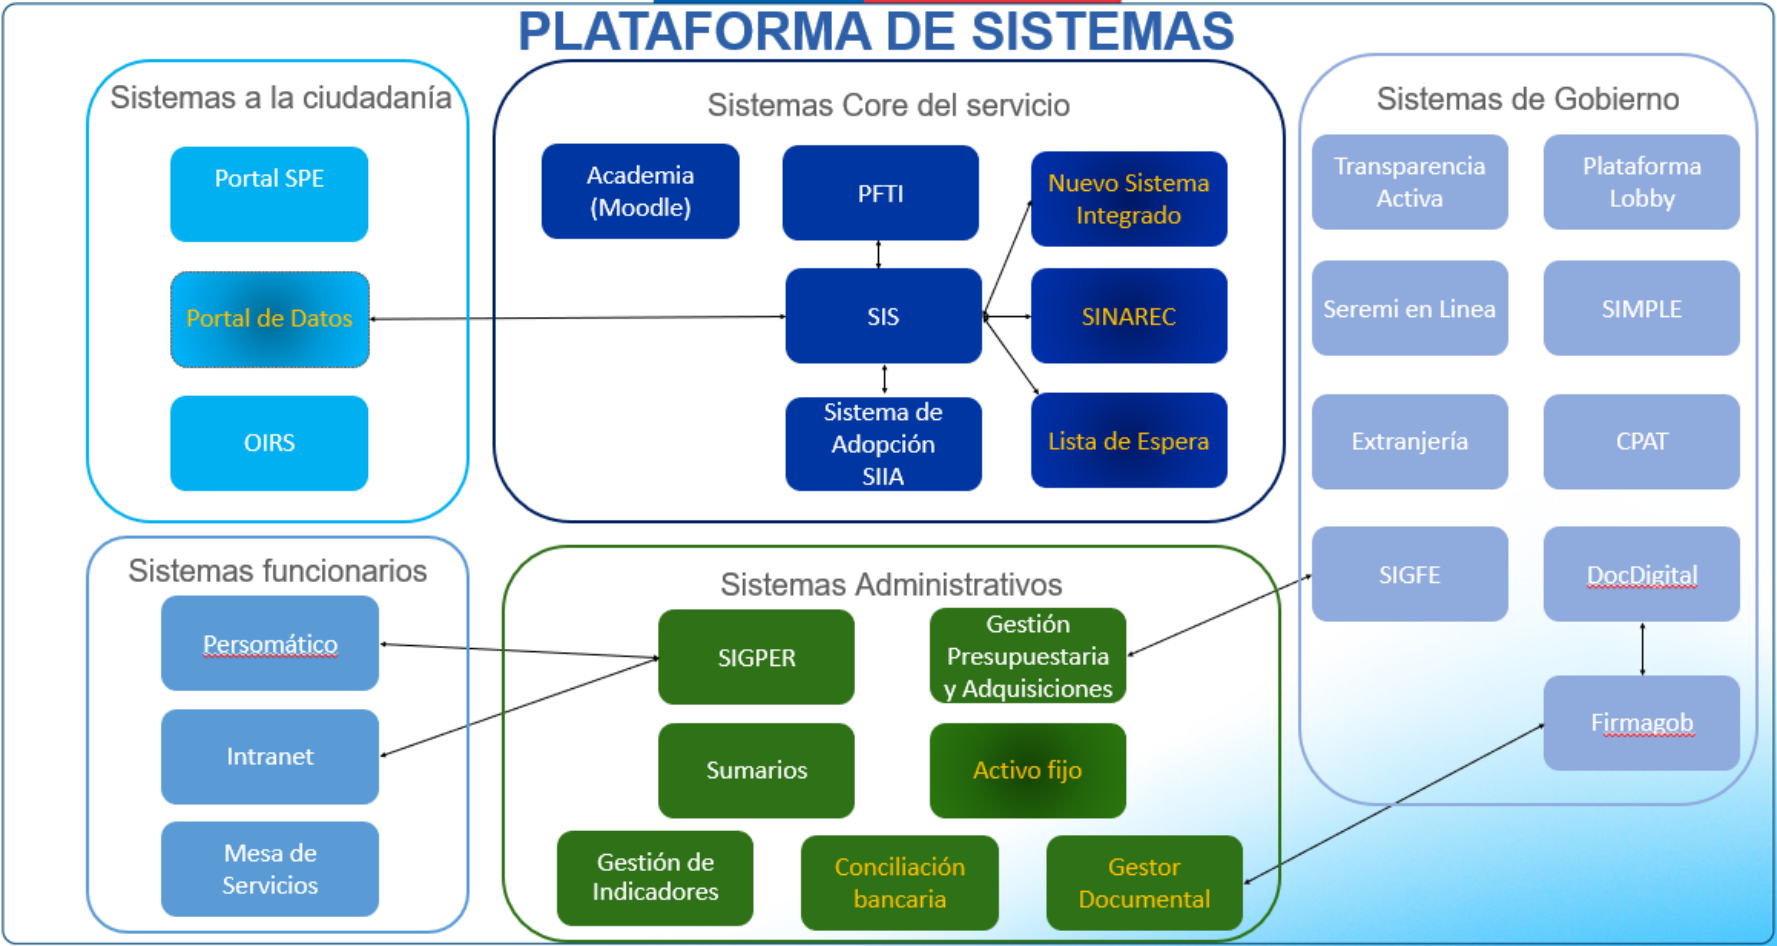 PLATAFORMA DE SISTEMAS
Sistemas a la ciudadanía
Portal SPE
Portal de Datos
OIRS
Sistemas Core del servicio
Academia
(Moodle)
PFTI
Nuevo Sistema
Integrado
SIS
SINAREC
Sistema de
Adopción
SIIA
Lista de Espera
Sistemas de Gobierno
Transparencia
Activa
Plataforma
Lobby
Seremi en Linea
SIMPLE
Extranjería
CPAT
SIGFE
DocDigital
Firmagob
Sistemas funcionarios
Persomático
Intranet
Mesa de
Servicios
Sistemas Administrativos
SIGPER
Gestión
Presupuestaria
y Adquisiciones
Sumarios
Activo fijo
Gestión de
Indicadores
Conciliación
bancaria
Gestor
Documental